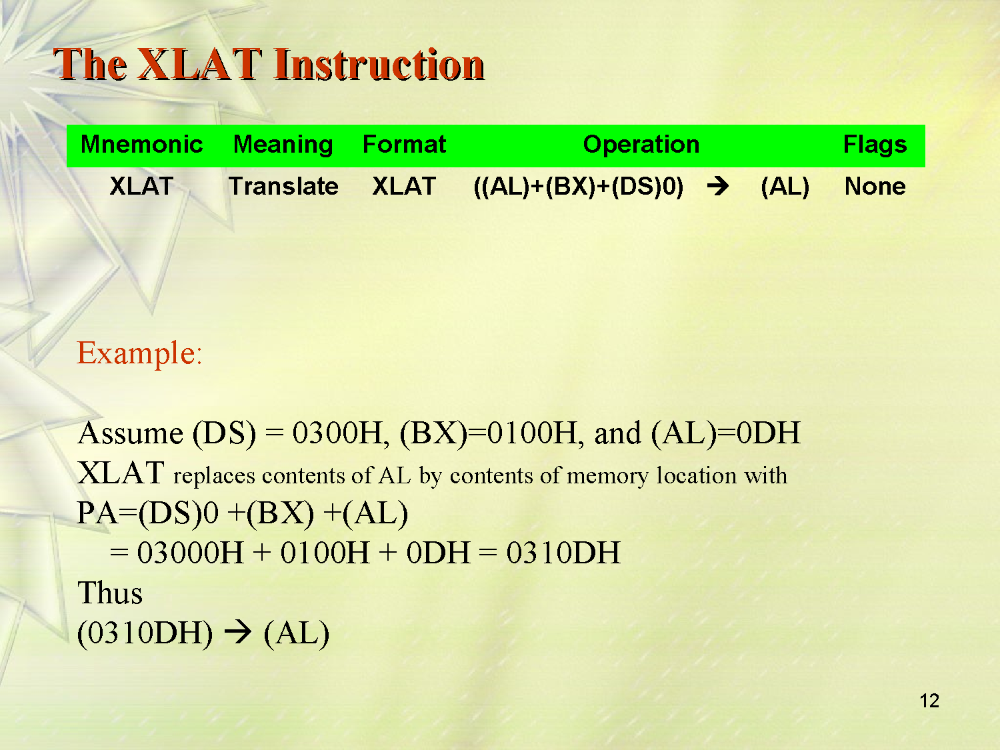 The XLAT Instruction
Mnemonic Meaning Format Operation Flags
XLAT Translate XLAT ((AL)+(BX)+(DS)0) → (AL) None
Example:
Assume (DS) = 0300H, (BX)=0100H, and (AL)=0DH
XLAT replaces contents of AL by contents of memory location with
PA=(DS)0 +(BX) +(AL)
= 03000H + 0100H + 0DH = 0310DH
Thus
(0310DH) → (AL)
12